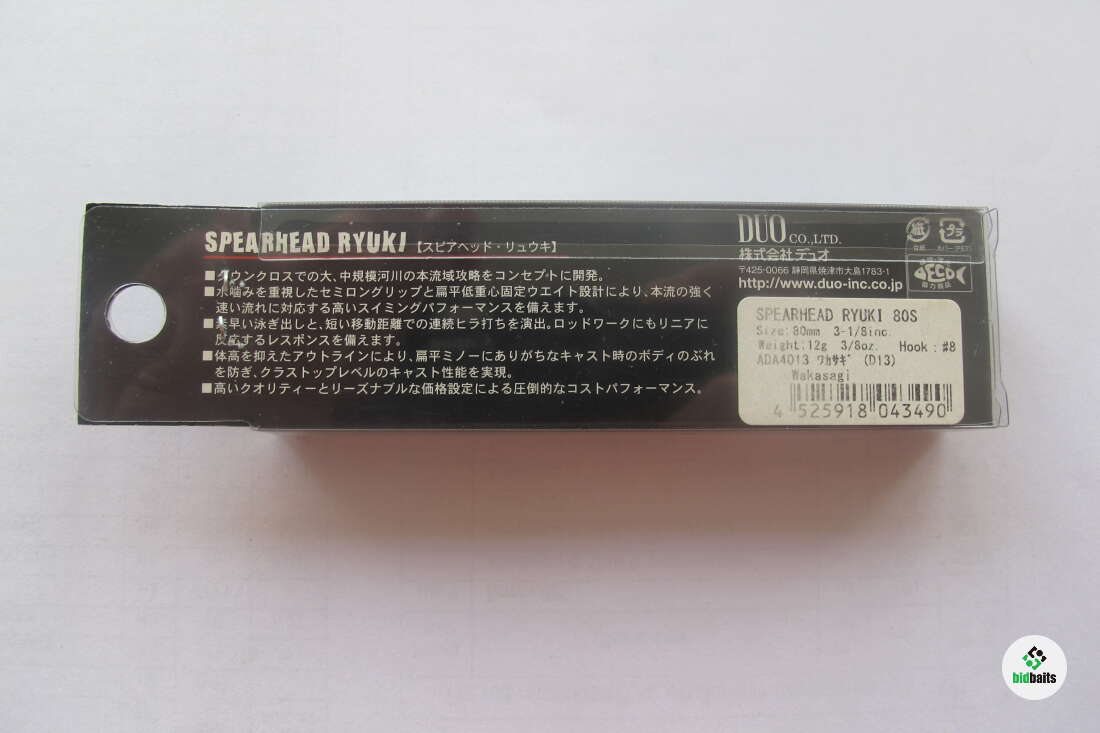 SPEARHEAD RYUKI 【スピアヘッド・リュウキ】
■ダウンクロスでの大、中規模河川の本流域攻略をコンセプトに開発。
■水噛みを重視したセミロングリップと扁平低重心固定ウエイト設計により、本流の強く
速い流れに対応する高いスイミングパフォーマンスを備えます。
■素早い泳ぎ出しと、短い移動距離での連続ヒラ打ちを演出。ロッドワークにもリニアに
反応するレスポンスを備えます。
■体高を抑えたアウトラインにより、扁平ミノーにありがちなキャスト時のボディのぶれ
を防ぎ、クラストップレベルのキャスト性能を実現。
■高いクオリティーとリーズナブルな価格設定による圧倒的なコストパフォーマンス。
DUO CO.,LTD.
株式会社デュオ
〒425-0066 静岡県焼津市大島1783-1
http://www.duo-inc.co.jp
紙
台紙
プラ
カバー・ナエアス
ECO
SPEARHEAD RYUKI 80S
Size:80mm 3-1/8inc.
Weight:12g 3/8oz. Hook:#8
ADA4013 ワカサギ (D13)
Wakasagi
4 525918 043490
bidbaits